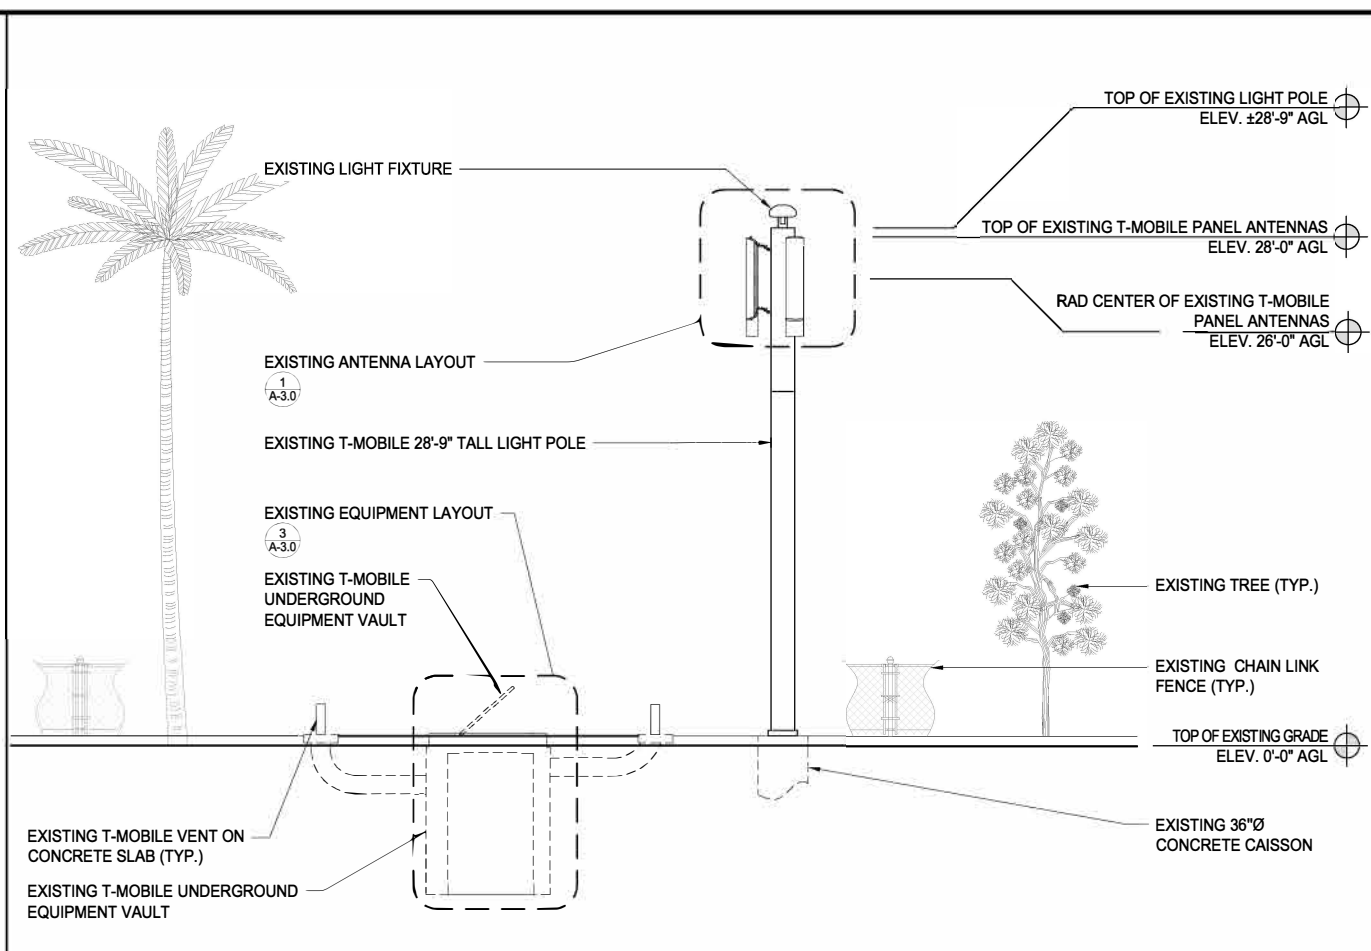 TOP OF EXISTING LIGHT POLE
ELEV. ±28'-9" AGL
EXISTING LIGHT FIXTURE
TOP OF EXISTING T-MOBILE PANEL ANTENNAS
ELEV. 28'-0" AGL
RAD CENTER OF EXISTING T-MOBILE
PANEL ANTENNAS
ELEV. 26'-0" AGL
EXISTING ANTENNA LAYOUT
1
A-3.0
EXISTING T-MOBILE 28'-9" TALL LIGHT POLE
EXISTING EQUIPMENT LAYOUT
3
A-3.0
EXISTING T-MOBILE
UNDERGROUND
EQUIPMENT VAULT
EXISTING TREE (TYP.)
EXISTING CHAIN LINK
FENCE (TYP.)
TOP OF EXISTING GRADE
ELEV. 0'-0" AGL
EXISTING T-MOBILE VENT ON
CONCRETE SLAB (TYP.)
EXISTING 36"Ø
CONCRETE CAISSON
EXISTING T-MOBILE UNDERGROUND
EQUIPMENT VAULT